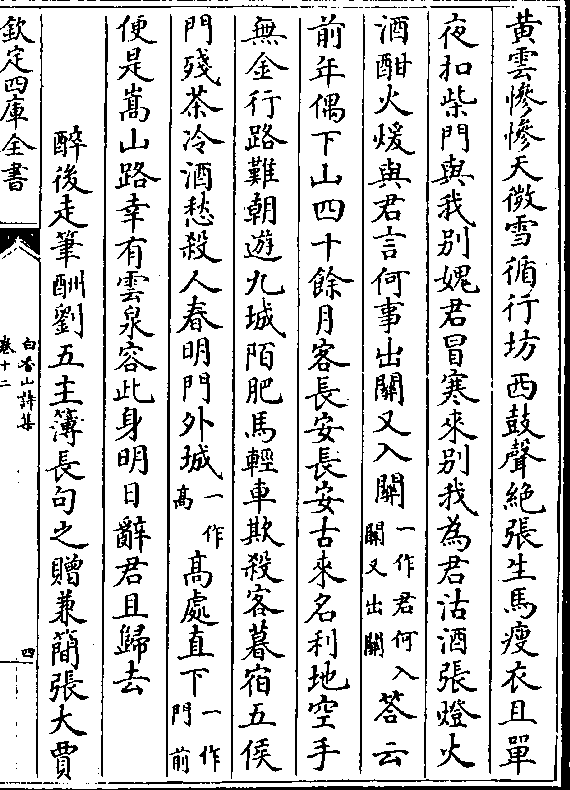 黃雲慘慘天微雪循行坊西鼓聲絶張生馬瘦衣且單
夜扣柴門與我别媿君冒寒來别我為君沽酒張燈火
酒酣火煖與君言何事出關又入關一作君何入關又出關答云
前年偶下山四十餘月客長安長安古來名利地空手
無金行路難朝遊九城陌肥馬輕車欺殺客暮宿五侯
門殘茶冷酒愁殺人春明門外城一作高高處直下一作門前
便是嵩山路幸有雲泉容此身明日辭君且歸去
醉後走筆酬劉五主簿長句之贈兼簡張大賈
欽定四庫全書
白香山詩集
卷十二
四